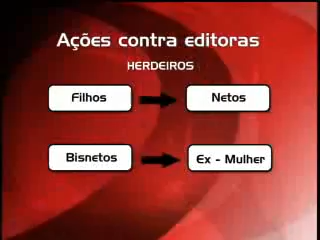 Ações contra editoras
HERDEIROS
Filhos
Netos
Bisnetos
Ex - Mulher